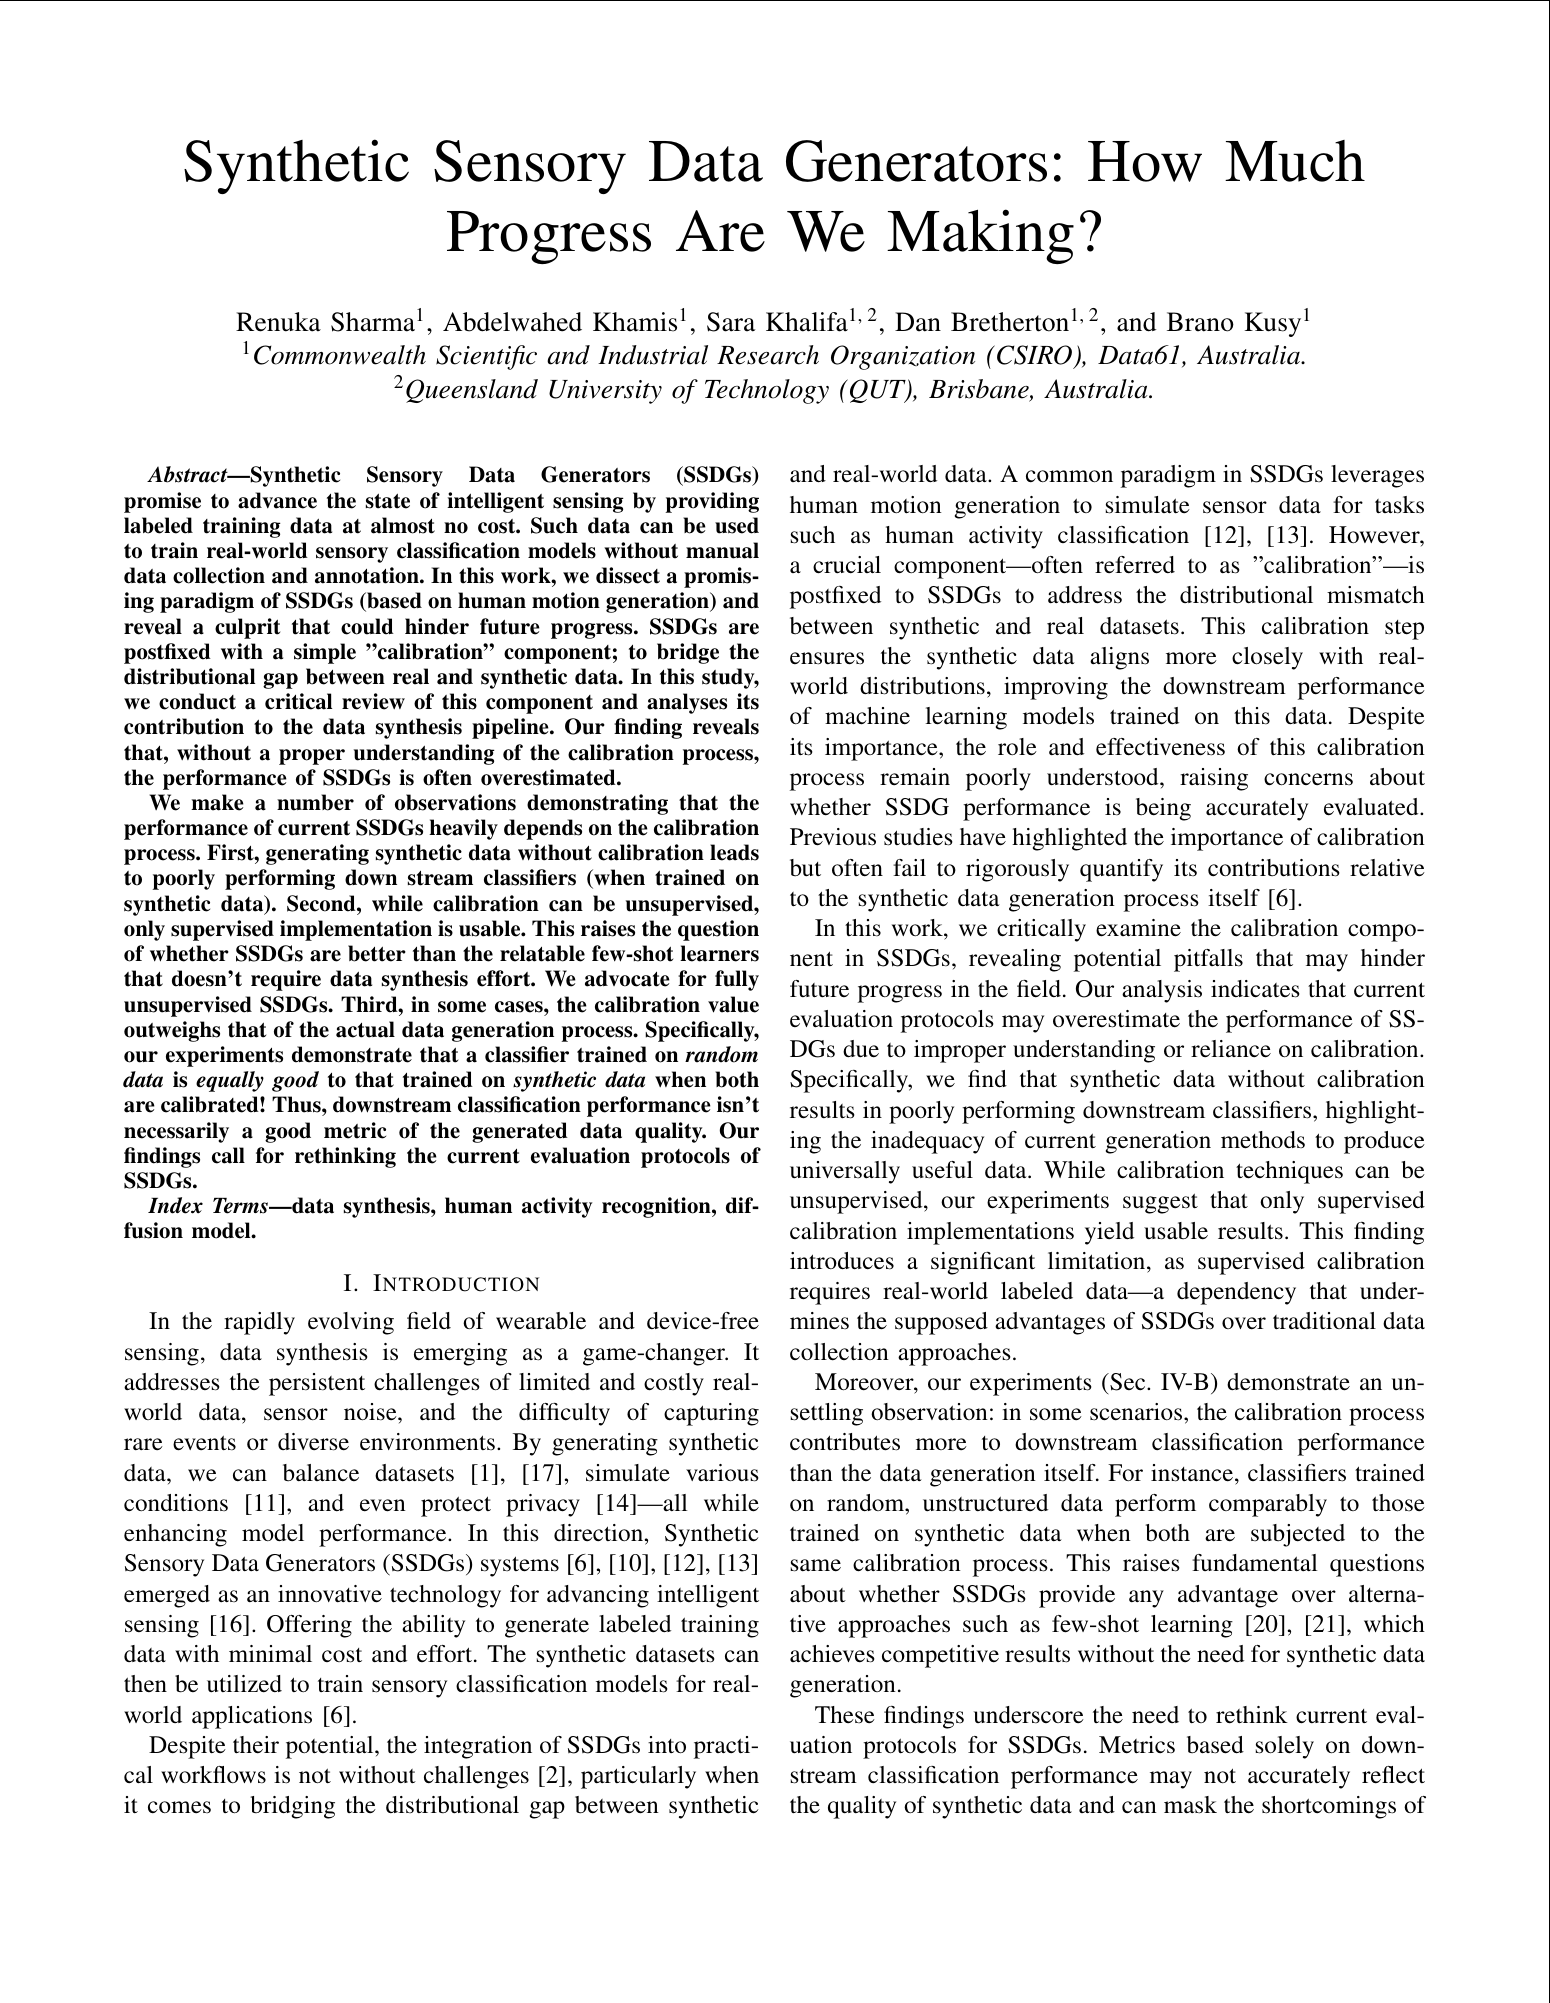 Synthetic Sensory Data Generators: How Much
Progress Are We Making?
Renuka Sharma1, Abdelwahed Khamis1, Sara Khalifa1, 2, Dan Bretherton1, 2, and Brano Kusy1
1Commonwealth Scientific and Industrial Research Organization (CSIRO), Data61, Australia.
2Queensland University of Technology (QUT), Brisbane, Australia.
Abstract—Synthetic Sensory Data Generators (SSDGs)
promise to advance the state of intelligent sensing by providing
labeled training data at almost no cost. Such data can be used
to train real-world sensory classification models without manual
data collection and annotation. In this work, we dissect a promis-
ing paradigm of SSDGs (based on human motion generation) and
reveal a culprit that could hinder future progress. SSDGs are
postfixed with a simple ”calibration” component; to bridge the
distributional gap between real and synthetic data. In this study,
we conduct a critical review of this component and analyses its
contribution to the data synthesis pipeline. Our finding reveals
that, without a proper understanding of the calibration process,
the performance of SSDGs is often overestimated.
We make a number of observations demonstrating that the
performance of current SSDGs heavily depends on the calibration
process. First, generating synthetic data without calibration leads
to poorly performing down stream classifiers (when trained on
synthetic data). Second, while calibration can be unsupervised,
only supervised implementation is usable. This raises the question
of whether SSDGs are better than the relatable few-shot learners
that doesn't require data synthesis effort. We advocate for fully
unsupervised SSDGs. Third, in some cases, the calibration value
outweighs that of the actual data generation process. Specifically,
our experiments demonstrate that a classifier trained on random
data is equally good to that trained on synthetic data when both
are calibrated! Thus, downstream classification performance isn't
necessarily a good metric of the generated data quality. Our
findings call for rethinking the current evaluation protocols of
SSDGs.
Index Terms—data synthesis, human activity recognition, dif-
fusion model.
I. INTRODUCTION
In the rapidly evolving field of wearable and device-free
sensing, data synthesis is emerging as a game-changer. It
addresses the persistent challenges of limited and costly real-
world data, sensor noise, and the difficulty of capturing
rare events or diverse environments. By generating synthetic
data, we can balance datasets [1], [17], simulate various
conditions [11], and even protect privacy [14]—all while
enhancing model performance. In this direction, Synthetic
Sensory Data Generators (SSDGs) systems [6], [10], [12], [13]
emerged as an innovative technology for advancing intelligent
sensing [16]. Offering the ability to generate labeled training
data with minimal cost and effort. The synthetic datasets can
then be utilized to train sensory classification models for real-
world applications [6].
Despite their potential, the integration of SSDGs into practi-
cal workflows is not without challenges [2], particularly when
it comes to bridging the distributional gap between synthetic
and real-world data. A common paradigm in SSDGs leverages
human motion generation to simulate sensor data for tasks
such as human activity classification [12], [13]. However,
a crucial component—often referred to as ”calibration”—is
postfixed to SSDGs to address the distributional mismatch
between synthetic and real datasets. This calibration step
ensures the synthetic data aligns more closely with real-
world distributions, improving the downstream performance
of machine learning models trained on this data. Despite
its importance, the role and effectiveness of this calibration
process remain poorly understood, raising concerns about
whether SSDG performance is being accurately evaluated.
Previous studies have highlighted the importance of calibration
but often fail to rigorously quantify its contributions relative
to the synthetic data generation process itself [6].
In this work, we critically examine the calibration compo-
nent in SSDGs, revealing potential pitfalls that may hinder
future progress in the field. Our analysis indicates that current
evaluation protocols may overestimate the performance of SS-
DGs due to improper understanding or reliance on calibration.
Specifically, we find that synthetic data without calibration
results in poorly performing downstream classifiers, highlight-
ing the inadequacy of current generation methods to produce
universally useful data. While calibration techniques can be
unsupervised, our experiments suggest that only supervised
calibration implementations yield usable results. This finding
introduces a significant limitation, as supervised calibration
requires real-world labeled data—a dependency that under-
mines the supposed advantages of SSDGs over traditional data
collection approaches.
Moreover, our experiments (Sec. IV-B) demonstrate an un-
settling observation: in some scenarios, the calibration process
contributes more to downstream classification performance
than the data generation itself. For instance, classifiers trained
on random, unstructured data perform comparably to those
trained on synthetic data when both are subjected to the
same calibration process. This raises fundamental questions
about whether SSDGs provide any advantage over alterna-
tive approaches such as few-shot learning [20], [21], which
achieves competitive results without the need for synthetic data
generation.
These findings underscore the need to rethink current eval-
uation protocols for SSDGs. Metrics based solely on down-
stream classification performance may not accurately reflect
the quality of synthetic data and can mask the shortcomings of